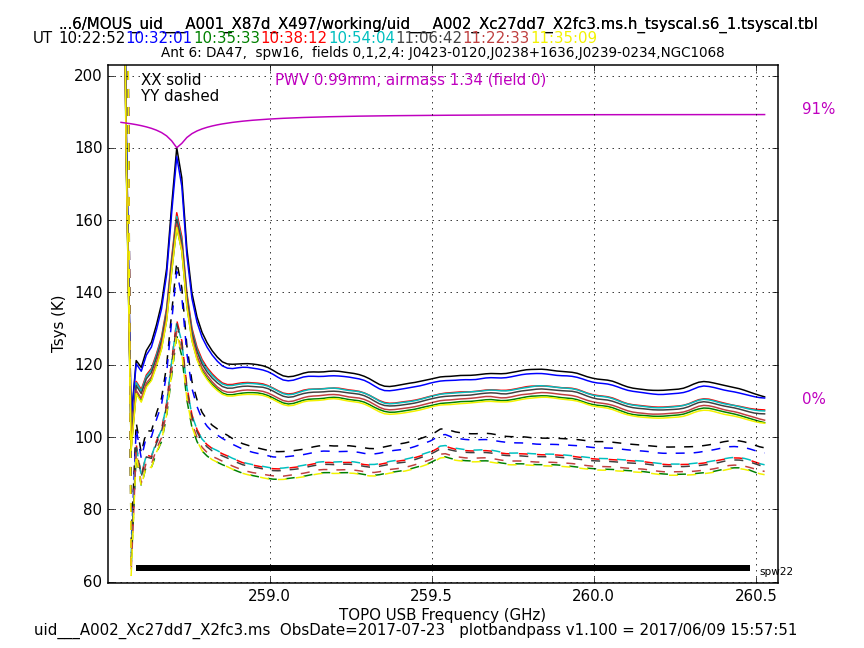 ...6/MOUS_uid___A001_X87d_X497/working/uid___A002_Xc27dd7_X2fc3.ms.h_tsyscal.s6_1.tsyscal.tbl
UT 10:22:52 10:32:01 10:35:33 10:38:12 10:54:04 11:06:42 11:22:33 11:35:09
Ant 6: DA47,  spw16,  fields 0,1,2,4: J0423-0120,J0238+1636,J0239-0234,NGC1068
XX solid
YY dashed
PWV 0.99mm, airmass 1.34 (field 0)
91%
0%
Tsys (K)
200
180
160
140
120
100
80
60
spw22
259.0 259.5 260.0 260.5
TOPO USB Frequency (GHz)
uid___A002_Xc27dd7_X2fc3.ms  ObsDate=2017-07-23   plotbandpass v1.100 = 2017/06/09 15:57:51